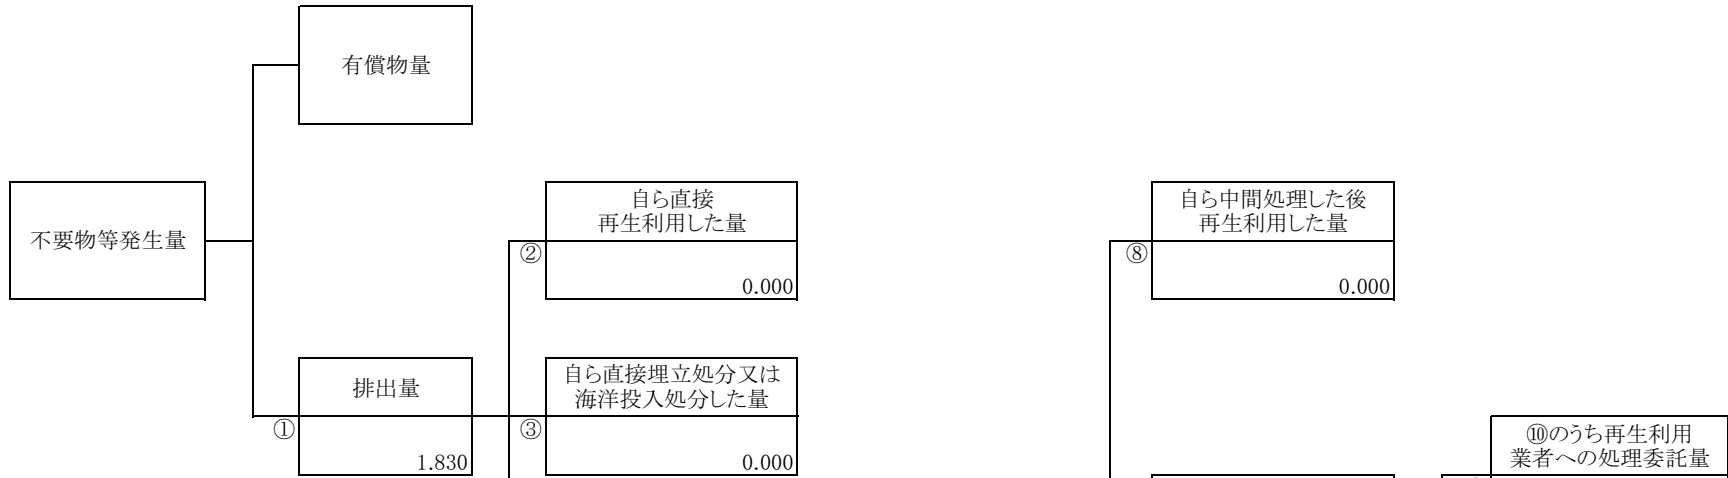 有償物量
不要物等発生量
自ら直接
再生利用した量
②
0.000
自ら中間処理した後
再生利用した量
⑧
0.000
排出量
①
1.830
自ら直接埋立処分又は
海洋投入処分した量
③
0.000
⑩のうち再生利用
業者への処理委託量